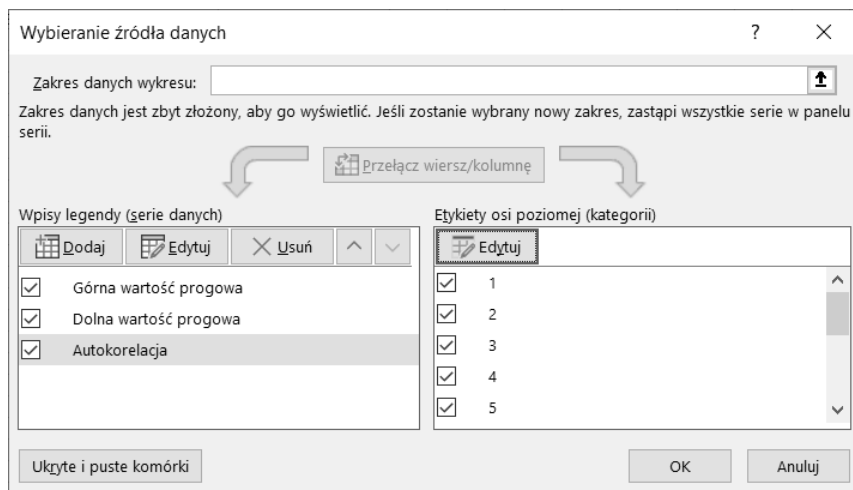 Wybieranie źródła danych
?
Zakres danych wykresu:
Zakres danych jest zbyt złożony, aby go wyświetlić. Jeśli zostanie wybrany nowy zakres, zastąpi wszystkie serie w panelu
serii.
Przełącz wiersz/kolumnę
Wpisy legendy (serie danych)
Dodaj Edytuj Usuń
Górna wartość progowa
Dolna wartość progowa
Autokorelacja
Etykiety osi poziomej (kategorii)
Edytuj
1
2
3
4
5
Ukryte i puste komórki
OK Anuluj